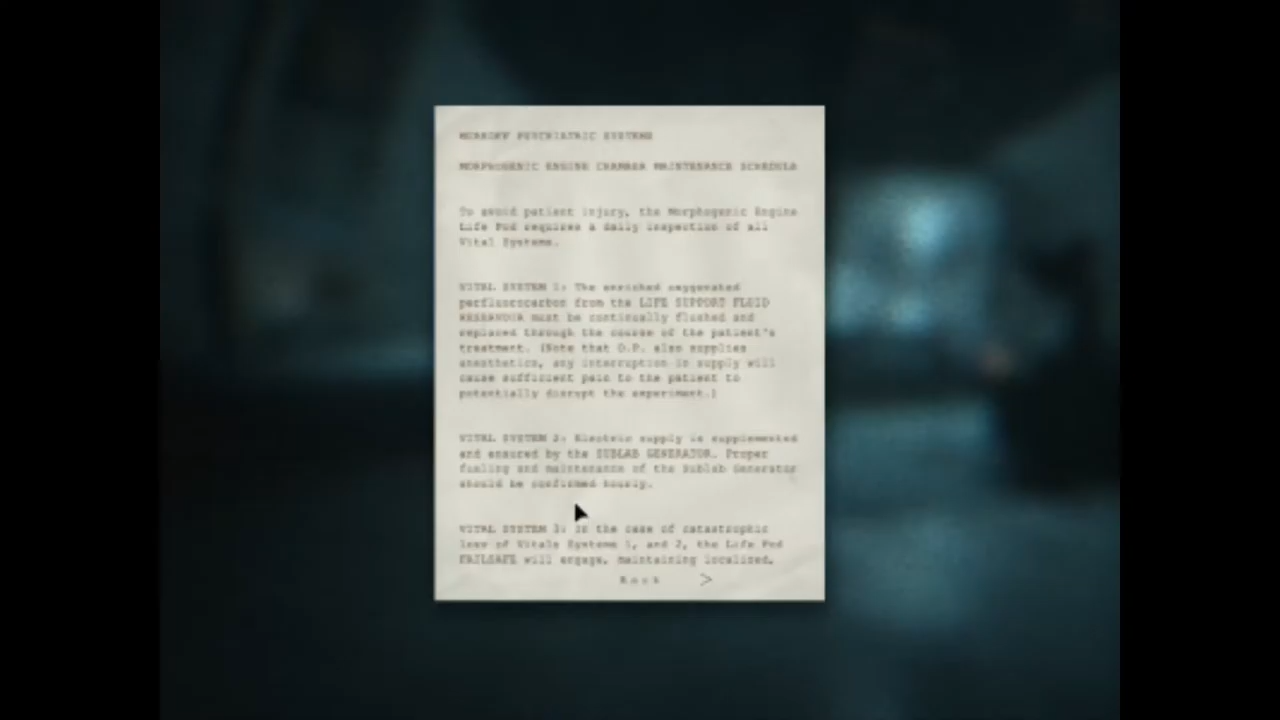 MURKOFF PSYCHIATRIC SYSTEMS
MORPHOGENIC ENGINE CHAMBER MAINTENANCE SCHEDULE
To avoid patient injury, the Morphogenic Engine
Life Pod requires a daily inspection of all
Vital Systems.
VITAL SYSTEM 1: The enriched oxygenated
perfluorocarbon from the LIFE SUPPORT FLUID
RESERVOIR must be continually flushed and
replaced through the course of the patient's
treatment. (Note that O.P. also supplies
anesthetics, any interruption in supply will
cause sufficient pain to the patient to
potentially disrupt the experiment.)
VITAL SYSTEM 2: Electric supply is supplemented
and ensured by the SUBLAB GENERATOR. Proper
fueling and maintenance of the Sublab Generator
should be confirmed hourly.
VITAL SYSTEM 3: In the case of catastrophic
loss of Vitals Systems 1, and 2, the Life Pod
FAILSAFE will engage, maintaining localized,
Back >